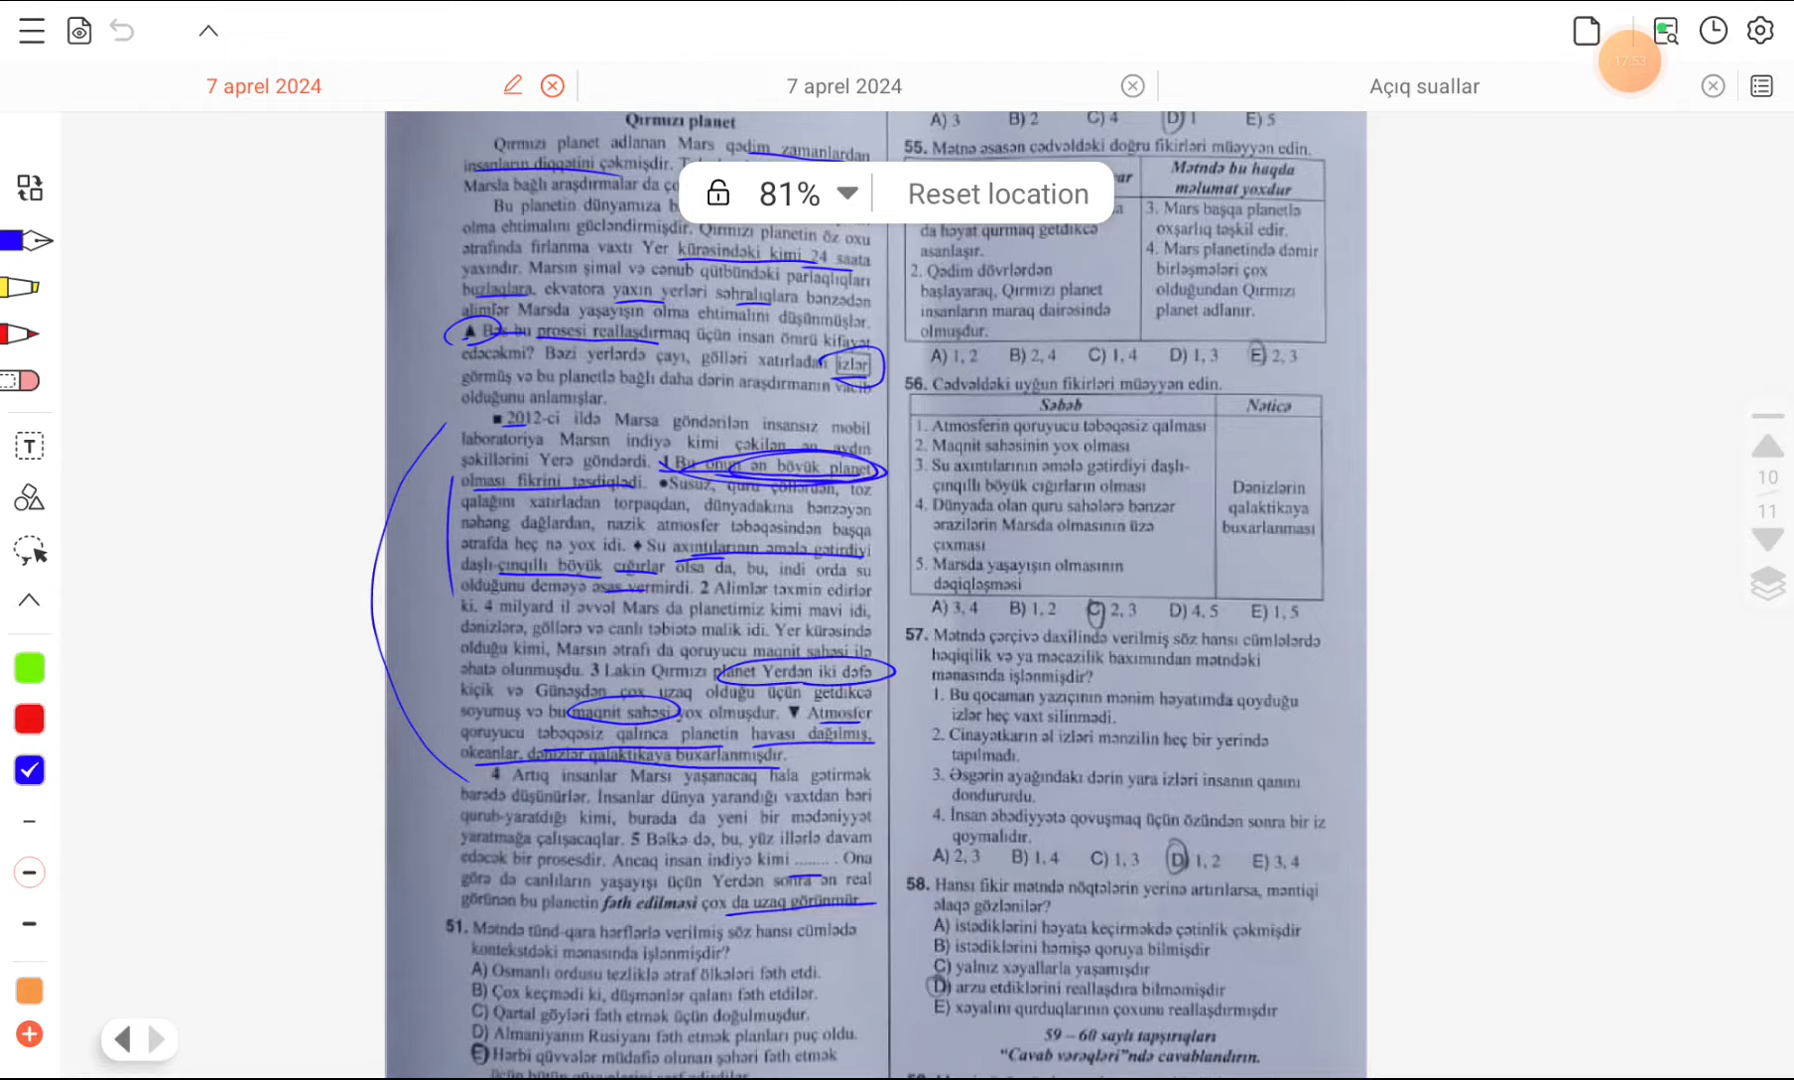 17:53
7 aprel 2024
7 aprel 2024
Açıq suallar
81%
Reset location
10
11
Qırmızı planet
Qırmızı planet adlanan Mars qədim zamanlardan
insanların diqqətini çəkmişdir.
Marsla bağlı araşdırmalar da
Bu planetin dünyamıza
olma ehtimalını gücləndirmişdir. Qırmızı planetin öz oxu
ətrafında fırlanma vaxtı Yer kürəsindəki kimi 24 saata
yaxındır. Marsın şimal və cənub qütbündəki parlaqlıqları
buzlaqlara, ekvatora yaxın yerləri səhralıqlara bənzədən
alimlər Marsda yaşayışın olma ehtimalını düşünmüşlər.
▲ Bəs bu prosesi reallaşdırmaq üçün insan ömrü kifayət
edəcəkmi? Bəzi yerlərdə çayı, gölləri xatırladan izlər
görmüş və bu planetlə bağlı daha dərin araşdırmanın vacib
olduğunu anlamışlar.
■ 2012-ci ildə Marsa göndərilən insansız mobil
laboratoriya Marsın indiyə kimi çəkilən ən aydın
şəkillərini Yerə göndərdi. 1 Bu onun ən böyük planet
olması fikrini təsdiqlədi. ●Susuz, quru çöllərdən, toz
qalağını xatırladan torpaqdan, dünyadakına bənzəyən
nəhəng dağlardan, nazik atmosfer təbəqəsindən başqa
ətrafda heç nə yox idi. ♦ Su axıntılarının əmələ gətirdiyi
daşlı-çınqıllı böyük cığırlar olsa da, bu, indi orda su
olduğunu deməyə əsas vermirdi. 2 Alimlər təxmin edirlər
ki, 4 milyard il əvvəl Mars da planetimiz kimi mavi idi,
dənizlərə, göllərə və canlı təbiətə malik idi. Yer kürəsində
olduğu kimi, Marsın ətrafı da qoruyucu maqnit sahəsi ilə
əhatə olunmuşdu. 3 Lakin Qırmızı planet Yerdən iki dəfə
kiçik və Günəşdən çox uzaq olduğu üçün getdikcə
soyumuş və bu maqnit sahəsi yox olmuşdur. ▼ Atmosfer
qoruyucu təbəqəsiz qalınca planetin havası dağılmış,
okeanlar, dənizlər qalaktikaya buxarlanmışdır.
4 Artıq insanlar Marsı yaşanacaq hala gətirmək
barədə düşünürlər. İnsanlar dünya yarandığı vaxtdan bəri
qurub-yaratdığı kimi, burada da yeni bir mədəniyyət
yaratmağa çalışacaqlar. 5 Bəlkə də, bu, yüz illərlə davam
edəcək bir prosesdir. Ancaq insan indiyə kimi ........ . Ona
görə də canlıların yaşayışı üçün Yerdən sonra ən real
görünən bu planetin fəth edilməsi çox da uzaq görünmür.
51. Mətndə tünd-qara hərflərlə verilmiş söz hansı cümlədə
kontekstdəki mənasında işlənmişdir?
A) Osmanlı ordusu tezliklə ətraf ölkələri fəth etdi.
B) Çox keçmədi ki, düşmənlər qalanı fəth etdilər.
C) Qartal göyləri fəth etmək üçün doğulmuşdur.
D) Almaniyanın Rusiyanı fəth etmək planları puç oldu.
E) Hərbi qüvvələr müdafiə olunan şəhəri fəth etmək
A) 3 B) 2 C) 4 D) 1 E) 5
55. Mətnə əsasən cədvəldəki doğru fikirləri müəyyən edin.
Mətndə bu haqda
məlumat yoxdur
da həyat qurmaq getdikcə
asanlaşır.
2. Qədim dövrlərdən
başlayaraq, Qırmızı planet
insanların maraq dairəsində
olmuşdur.
3. Mars başqa planetlə
oxşarlıq təşkil edir.
4. Mars planetində dəmir
birləşmələri çox
olduğundan Qırmızı
planet adlanır.
A) 1, 2 B) 2, 4 C) 1, 4 D) 1, 3 E) 2, 3
56. Cədvəldəki uyğun fikirləri müəyyən edin.
Səbəb Nəticə
1. Atmosferin qoruyucu təbəqəsiz qalması
2. Maqnit sahəsinin yox olması
3. Su axıntılarının əmələ gətirdiyi daşlı-
çınqıllı böyük cığırların olması
4. Dünyada olan quru sahələrə bənzər
ərazilərin Marsda olmasının üzə
çıxması
5. Marsda yaşayışın olmasının
dəqiqləşməsi
Dənizlərin
qalaktikaya
buxarlanması
A) 3, 4 B) 1, 2 C) 2, 3 D) 4, 5 E) 1, 5
57. Mətndə çərçivə daxilində verilmiş söz hansı cümlələrdə
həqiqilik və ya məcazilik baxımından mətndəki
mənasında işlənmişdir?
1. Bu qocaman yazıçının mənim həyatımda qoyduğu
izlər heç vaxt silinmədi.
2. Cinayətkarın əl izləri mənzilin heç bir yerində
tapılmadı.
3. Əsgərin ayağındakı dərin yara izləri insanın qanını
dondururdu.
4. İnsan əbədiyyətə qovuşmaq üçün özündən sonra bir iz
qoymalıdır.
A) 2, 3 B) 1, 4 C) 1, 3 D) 1, 2 E) 3, 4
58. Hansı fikir mətndə nöqtələrin yerinə artırılarsa, məntiqi
əlaqə gözlənilər?
A) istədiklərini həyata keçirməkdə çətinlik çəkmişdir
B) istədiklərini həmişə qoruya bilmişdir
C) yalnız xəyallarla yaşamışdır
D) arzu etdiklərini reallaşdıra bilməmişdir
E) xəyalını qurduqlarının çoxunu reallaşdırmışdır
59 – 60 saylı tapşırıqları
“Cavab vərəqləri”ndə cavablandırın.